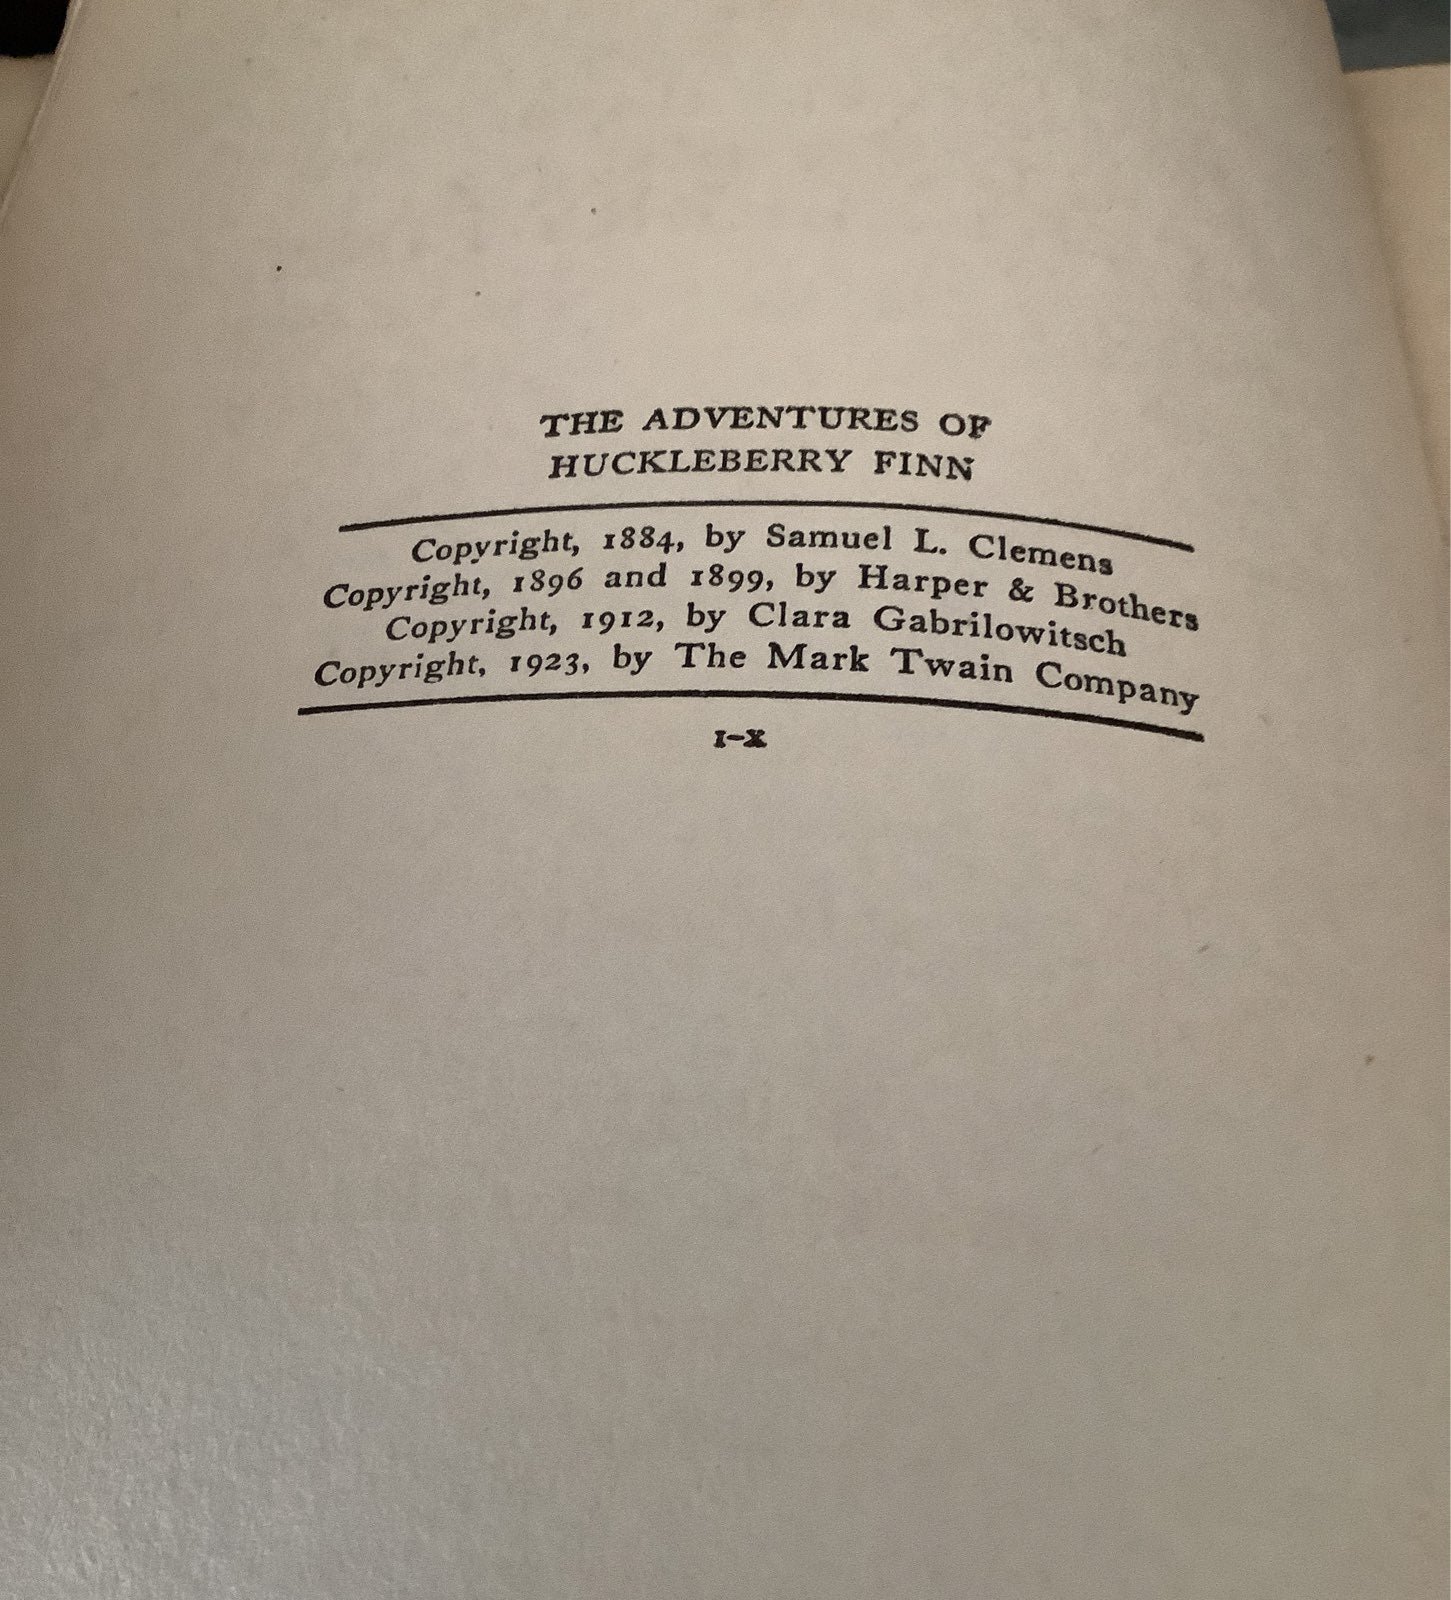 THE ADVENTURES OF
HUCKLEBERRY FINN
Copyright, 1884, by Samuel L. Clemens
Copyright, 1896 and 1899, by Harper & Brothers
Copyright, 1912, by Clara Gabrilowitsch
Copyright, 1923, by The Mark Twain Company
I-X